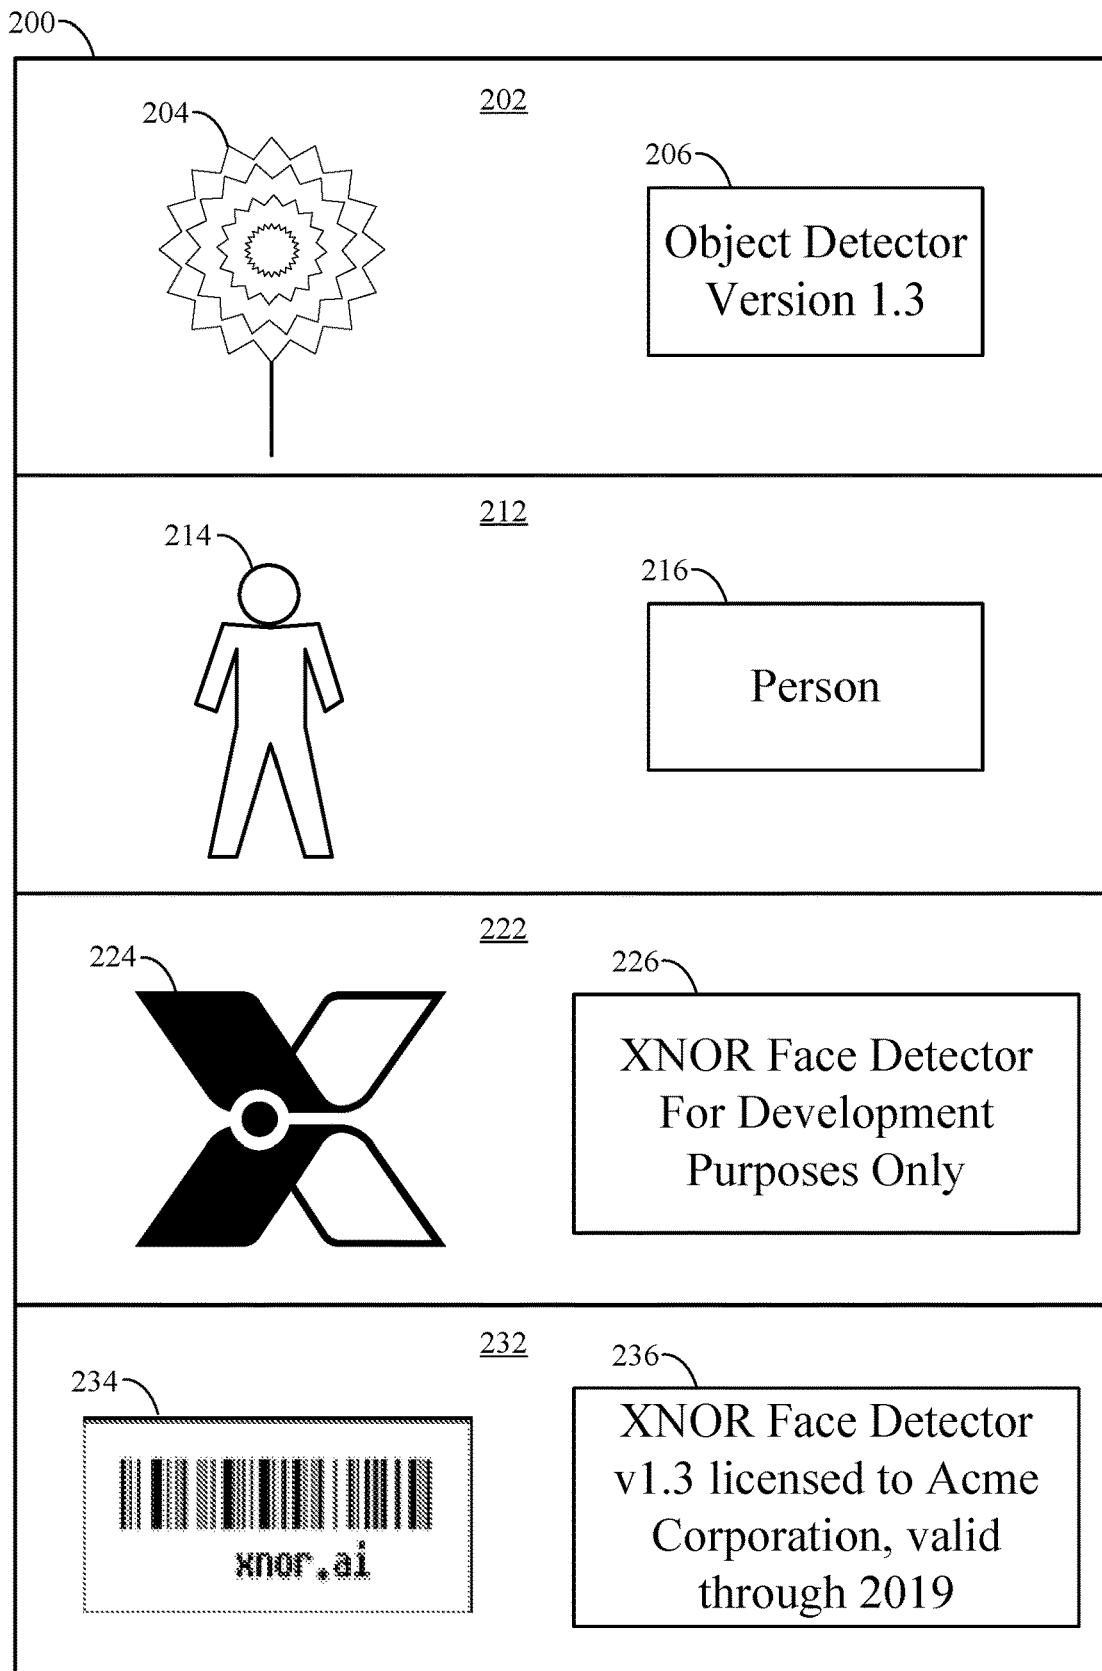 200
202
204
206
Object Detector
Version 1.3
212
214
216
Person
222
224
226
XNOR Face Detector
For Development
Purposes Only
232
234
xnor.ai
236
XNOR Face Detector
v1.3 licensed to Acme
Corporation, valid
through 2019